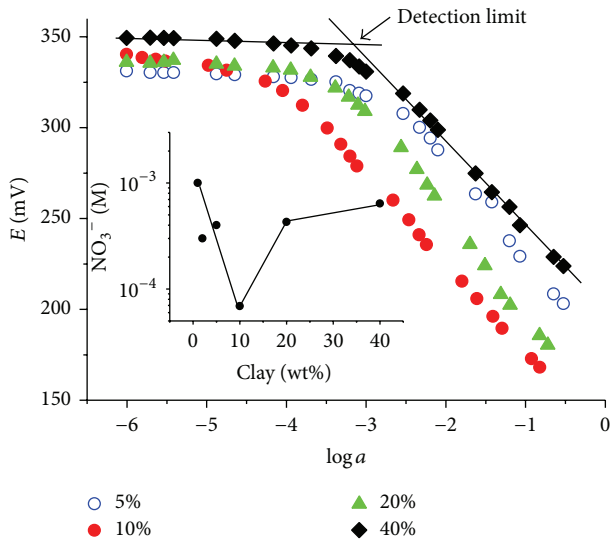 Detection limit
350
300
250
200
150
E (mV)
−6 −5 −4 −3 −2 −1 0
log a
10⁻³
10⁻⁴
NO₃⁻ (M)
0 10 20 30 40
Clay (wt%)
5% 20%
10% 40%